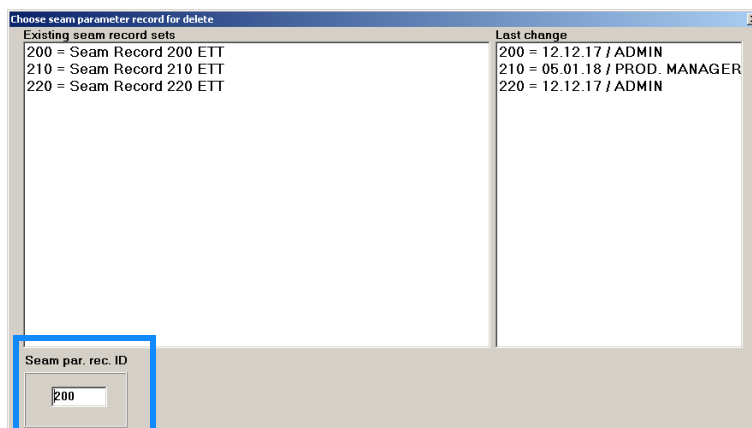 Choose seam parameter record for delete
Existing seam record sets
Last change
200 = Seam Record 200 ETT
210 = Seam Record 210 ETT
220 = Seam Record 220 ETT
200 = 12.12.17 / ADMIN
210 = 05.01.18 / PROD. MANAGER
220 = 12.12.17 / ADMIN
Seam par. rec. ID
200